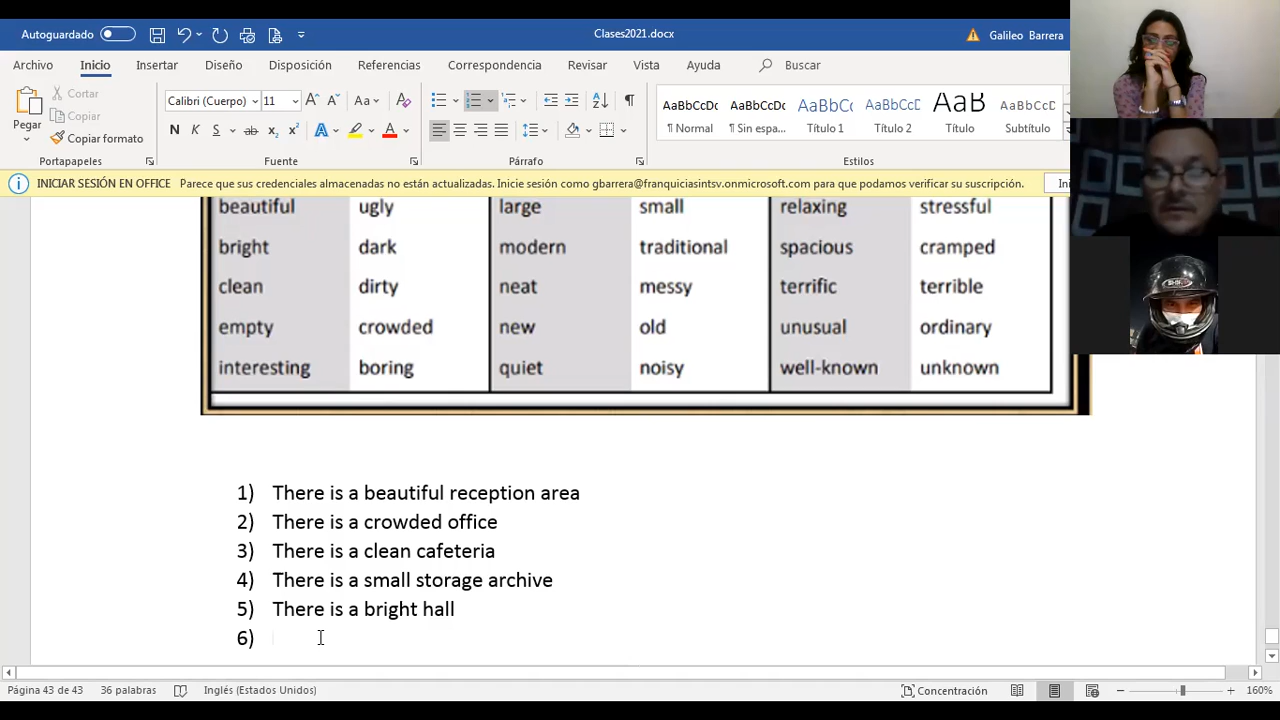 Autoguardado
Clases2021.docx
Galileo Barrera
Archivo Inicio Insertar Diseño Disposición Referencias Correspondencia Revisar Vista Ayuda Buscar
Pegar
Cortar
Copiar
Copiar formato
Calibri (Cuerpo) 11
N K S
AaBbCcDc AaBbCcDc AaBbCc AaBbCcD AaB AaBbCcD
¶ Normal ¶ Sin espa... Título 1 Título 2 Título Subtítulo
Portapapeles Fuente Párrafo Estilos
INICIAR SESIÓN EN OFFICE Parece que sus credenciales almacenadas no están actualizadas. Inicie sesión como gbarrera@franquiciasintsv.onmicrosoft.com para que podamos verificar su suscripción.
beautiful ugly large small relaxing stressful
bright dark modern traditional spacious cramped
clean dirty neat messy terrific terrible
empty crowded new old unusual ordinary
interesting boring quiet noisy well-known unknown
1) There is a beautiful reception area
2) There is a crowded office
3) There is a clean cafeteria
4) There is a small storage archive
5) There is a bright hall
6)
Página 43 de 43 36 palabras Inglés (Estados Unidos) Concentración 160%